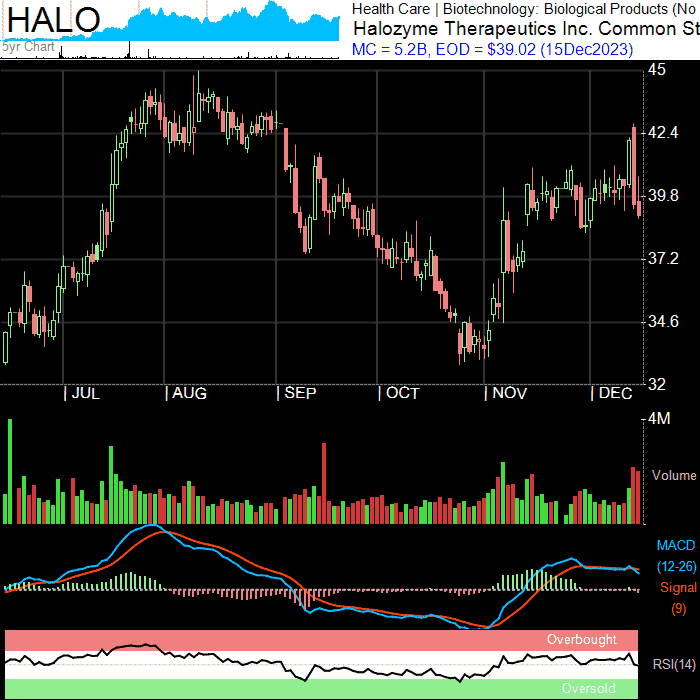 HALO
5yr Chart
Health Care | Biotechnology: Biological Products (No
Halozyme Therapeutics Inc. Common St
MC = 5.2B, EOD = $39.02 (15Dec2023)
45
42.4
39.8
37.2
34.6
32
| JUL | AUG | SEP | OCT | NOV | DEC
4M
Volume
MACD
(12-26)
Signal
(9)
Overbought
RSI(14)
Oversold